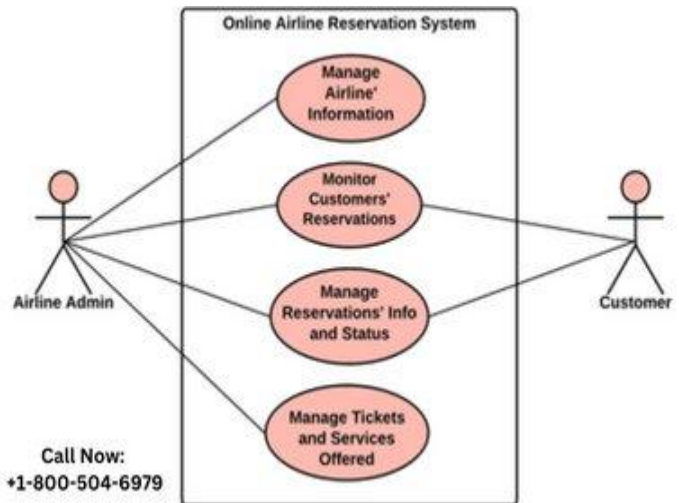 Online Airline Reservation System
Manage
Airline'
Information
Monitor
Customers'
Reservations
Airline Admin
Customer
Manage
Reservations' Info
and Status
Manage Tickets
and Services
Offered
Call Now:
+1-800-504-6979